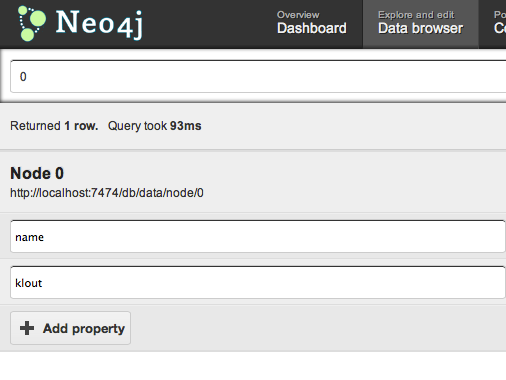 Neo4j
Overview
Dashboard
Explore and edit
Data browser
Po
Co
0
Returned 1 row. Query took 93ms
Node 0
http://localhost:7474/db/data/node/0
name
klout
Add property